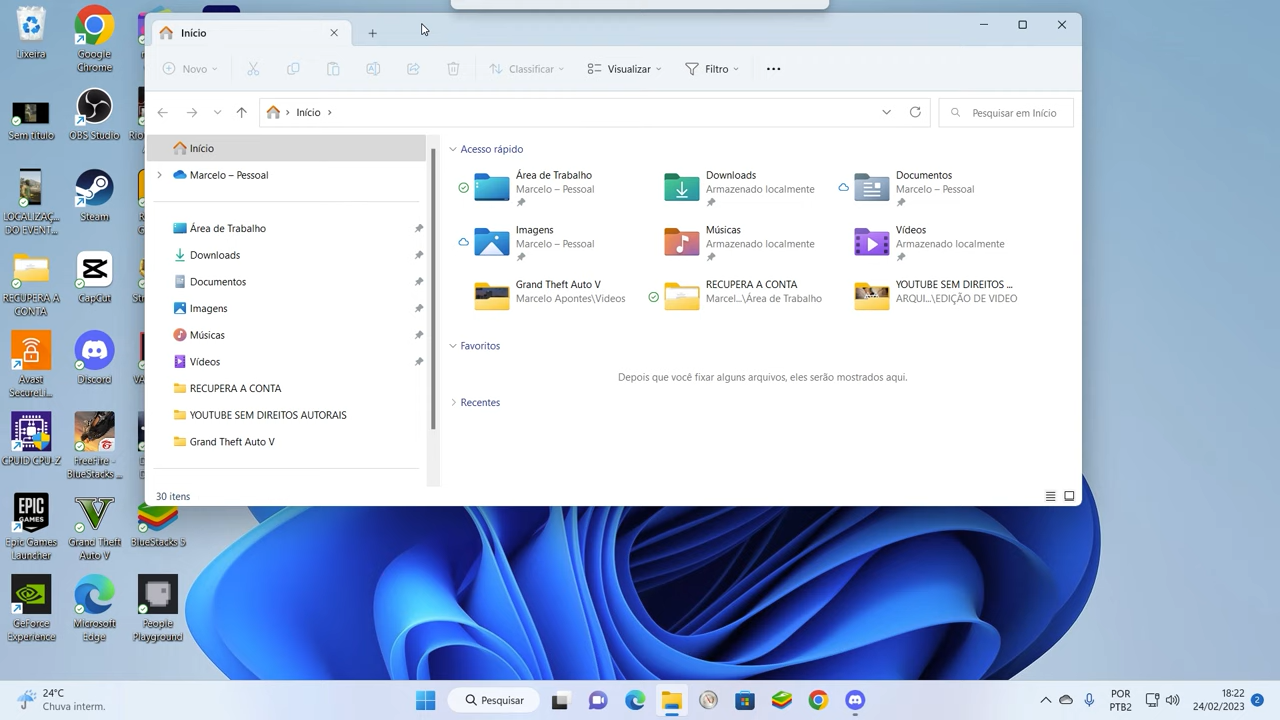 Início
Novo
Classificar
Visualizar
Filtro
Início
Pesquisar em Início
Início
Marcelo – Pessoal
Área de Trabalho
Downloads
Documentos
Imagens
Músicas
Vídeos
RECUPERA A CONTA
YOUTUBE SEM DIREITOS AUTORAIS
Grand Theft Auto V
Acesso rápido
Área de Trabalho
Marcelo – Pessoal
Downloads
Armazenado localmente
Documentos
Marcelo – Pessoal
Imagens
Marcelo – Pessoal
Músicas
Armazenado localmente
Vídeos
Armazenado localmente
Grand Theft Auto V
Marcelo Apontes\Vídeos
RECUPERA A CONTA
Marcel...\Área de Trabalho
YOUTUBE SEM DIREITOS ...
ARQUI...\EDIÇÃO DE VIDEO
Favoritos
Depois que você fixar alguns arquivos, eles serão mostrados aqui.
Recentes
30 itens
Lixeira
Google
Chrome
Sem título
OBS Studio
LOCALIZAÇ...
DO EVENT...
Steam
RECUPERA A
CONTA
CapCut
Avast
SecureLi...
Discord
CPUID CPU-Z
FreeFire -
BlueStacks ...
EPIC
GAMES
Epic Games
Launcher
Grand Theft
Auto V
BlueStacks 5
GeForce
Experience
Microsoft
Edge
People
Playground
24°C
Chuva interm.
Pesquisar
POR
PTB2
18:22
24/02/2023
2